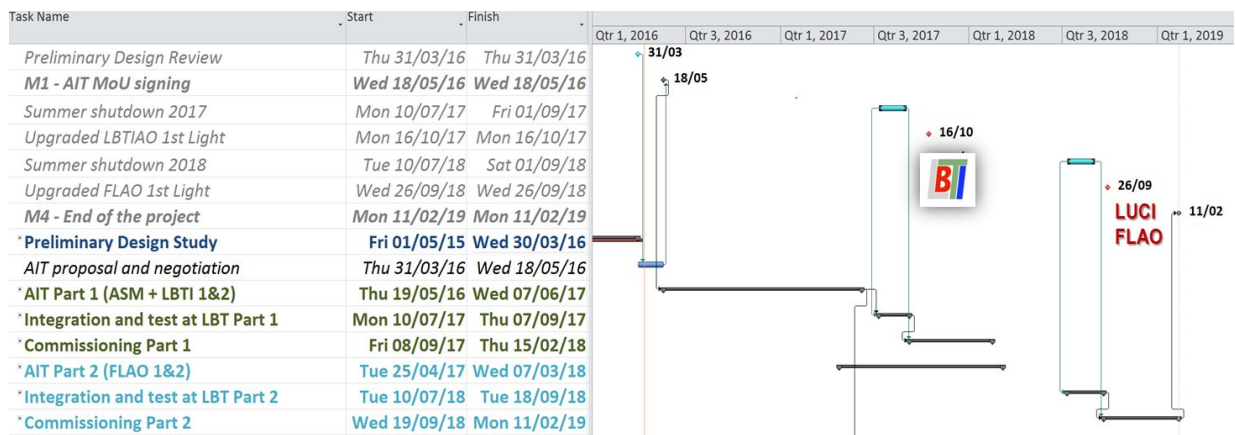 Task Name Start Finish
Qtr 1, 2016 Qtr 3, 2016 Qtr 1, 2017 Qtr 3, 2017 Qtr 1, 2018 Qtr 3, 2018 Qtr 1, 2019
Preliminary Design Review Thu 31/03/16 Thu 31/03/16 31/03
M1 - AIT MoU signing Wed 18/05/16 Wed 18/05/16 18/05
Summer shutdown 2017 Mon 10/07/17 Fri 01/09/17
Upgraded LBTIAO 1st Light Mon 16/10/17 Mon 16/10/17 16/10
Summer shutdown 2018 Tue 10/07/18 Sat 01/09/18
BTI
Upgraded FLAO 1st Light Wed 26/09/18 Wed 26/09/18 26/09
M4 - End of the project Mon 11/02/19 Mon 11/02/19 11/02
LUCI
FLAO
Preliminary Design Study Fri 01/05/15 Wed 30/03/16
AIT proposal and negotiation Thu 31/03/16 Wed 18/05/16
AIT Part 1 (ASM + LBTI 1&2) Thu 19/05/16 Wed 07/06/17
Integration and test at LBT Part 1 Mon 10/07/17 Thu 07/09/17
Commissioning Part 1 Fri 08/09/17 Thu 15/02/18
AIT Part 2 (FLAO 1&2) Tue 25/04/17 Wed 07/03/18
Integration and test at LBT Part 2 Tue 10/07/18 Tue 18/09/18
Commissioning Part 2 Wed 19/09/18 Mon 11/02/19